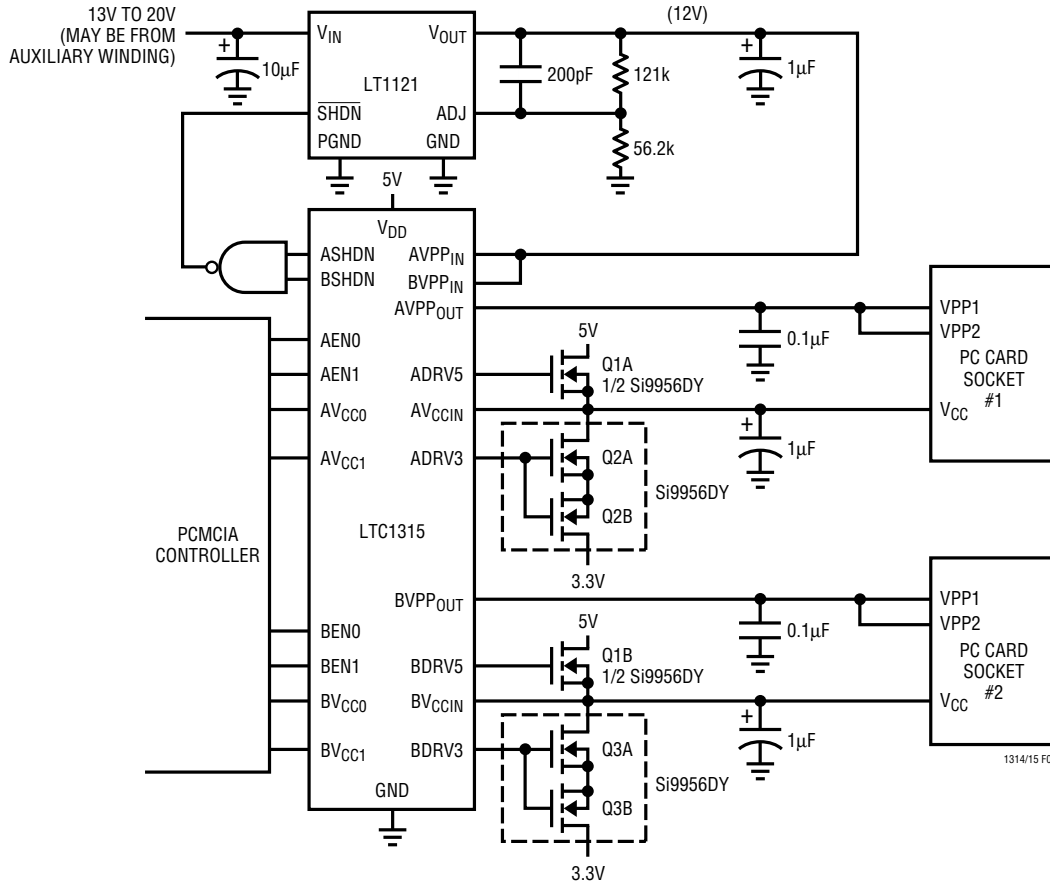 13V TO 20V
(MAY BE FROM
AUXILIARY WINDING)
+
10µF
VIN
VOUT
LT1121
SHDN
ADJ
PGND
GND
(12V)
200pF
121k
56.2k
+
1µF
5V
VDD
ASHDN
BSHDN
AVPPIN
BVPPIN
AVPPOUT
AEN0
AEN1
AVCC0
AVCC1
ADRV5
AVCCIN
ADRV3
LTC1315
PCMCIA
CONTROLLER
5V
Q1A
1/2 Si9956DY
Q2A
Q2B
Si9956DY
3.3V
0.1µF
+
1µF
VPP1
VPP2
PC CARD
SOCKET
#1
VCC
BVPPOUT
BEN0
BEN1
BVCC0
BVCC1
BDRV5
BVCCIN
BDRV3
GND
5V
Q1B
1/2 Si9956DY
Q3A
Q3B
Si9956DY
3.3V
0.1µF
+
1µF
VPP1
VPP2
PC CARD
SOCKET
#2
VCC
1314/15